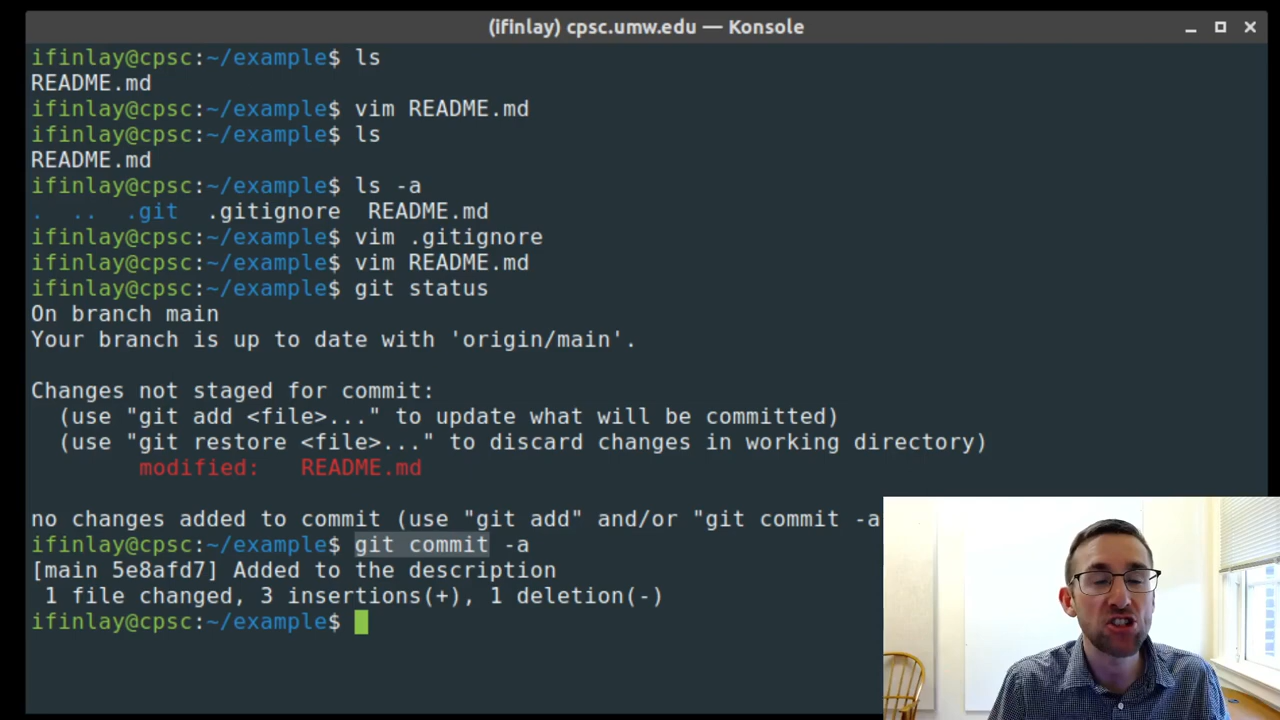 (ifinlay) cpsc.umw.edu — Konsole
ifinlay@cpsc:~/example$ ls
README.md
ifinlay@cpsc:~/example$ vim README.md
ifinlay@cpsc:~/example$ ls
README.md
ifinlay@cpsc:~/example$ ls -a
.  ..  .git  .gitignore  README.md
ifinlay@cpsc:~/example$ vim .gitignore
ifinlay@cpsc:~/example$ vim README.md
ifinlay@cpsc:~/example$ git status
On branch main
Your branch is up to date with 'origin/main'.
Changes not staged for commit:
  (use "git add <file>..." to update what will be committed)
  (use "git restore <file>..." to discard changes in working directory)
        modified:   README.md
no changes added to commit (use "git add" and/or "git commit -a
ifinlay@cpsc:~/example$ git commit -a
[main 5e8afd7] Added to the description
 1 file changed, 3 insertions(+), 1 deletion(-)
ifinlay@cpsc:~/example$